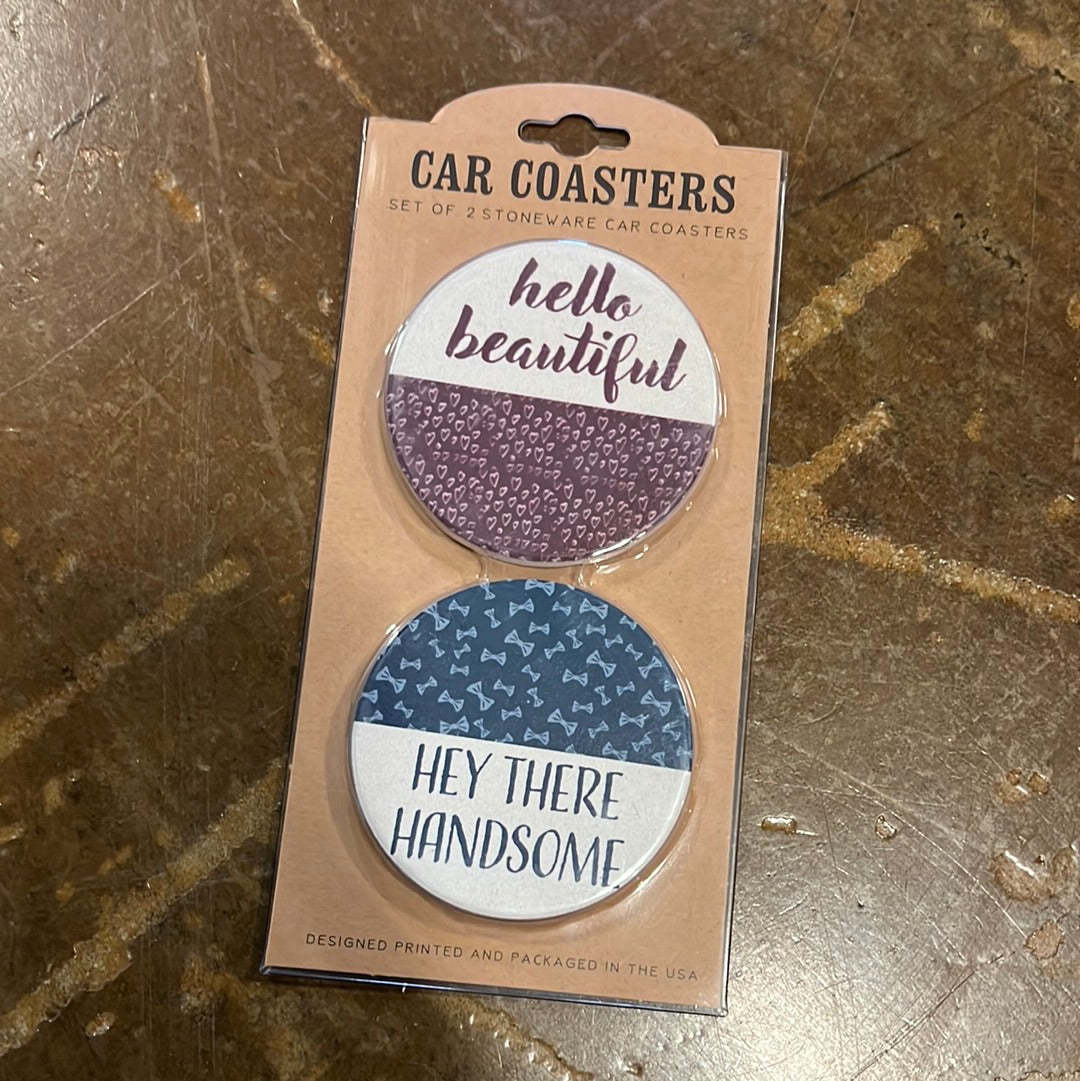 CAR COASTERS
SET OF 2 STONEWARE CAR COASTERS
hello
beautiful
HEY THERE
HANDSOME
DESIGNED PRINTED AND PACKAGED IN THE USA